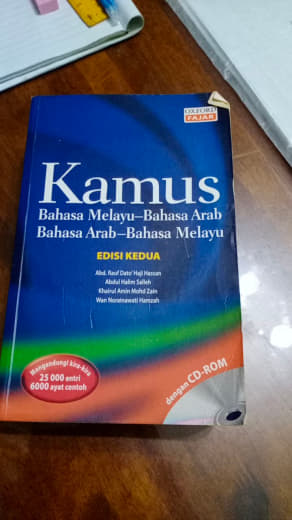 OXFORD
FAJAR
Kamus
Bahasa Melayu–Bahasa Arab
Bahasa Arab–Bahasa Melayu
EDISI KEDUA
Abd. Rauf Dato' Haji Hassan
Abdul Halim Salleh
Khairul Amin Mohd Zain
Wan Norainawati Hamzah
Mengandungi kira-kira
25 000 entri
6000 ayat contoh
dengan CD-ROM